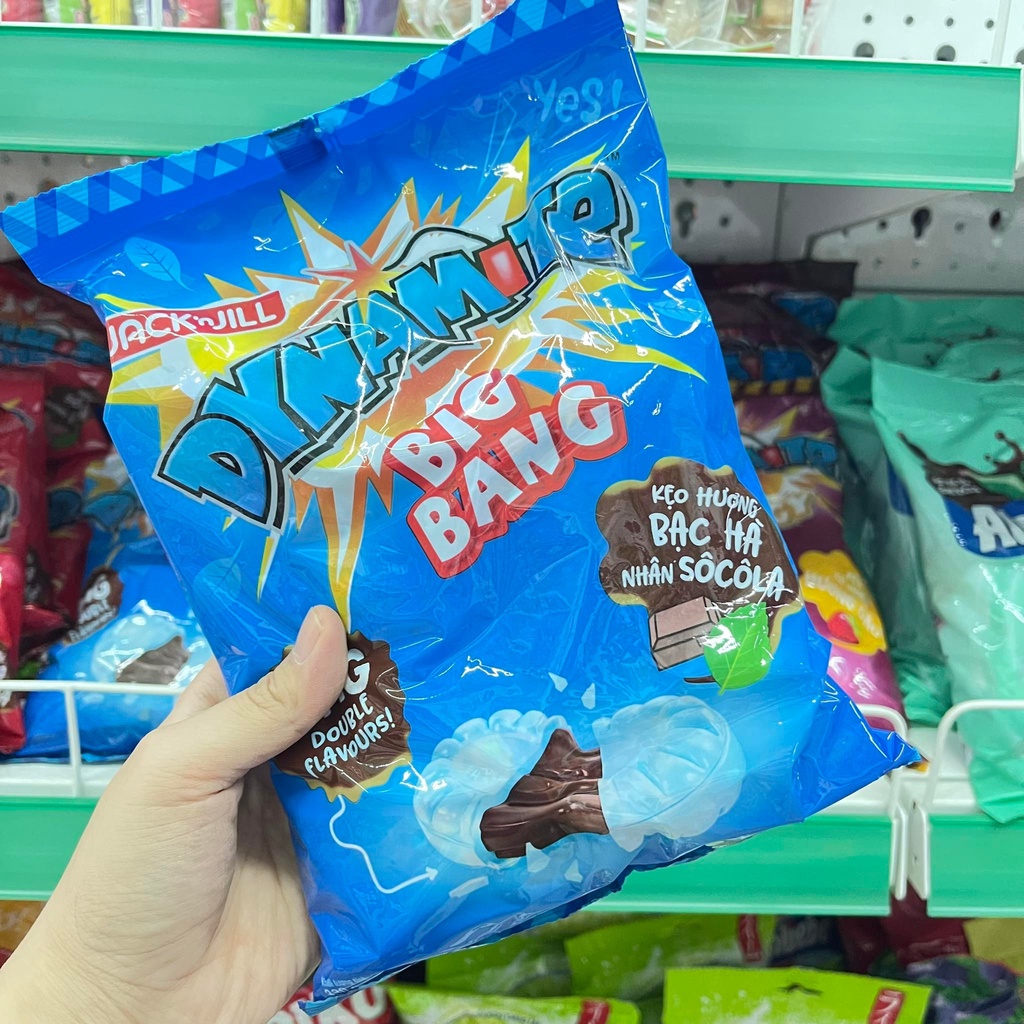 Yes!
JACK 'n JILL
DYNAMITE
BIG
BANG
KẸO HƯƠNG
BẠC HÀ
NHÂN SÔCÔLA
DOUBLE
FLAVOURS!